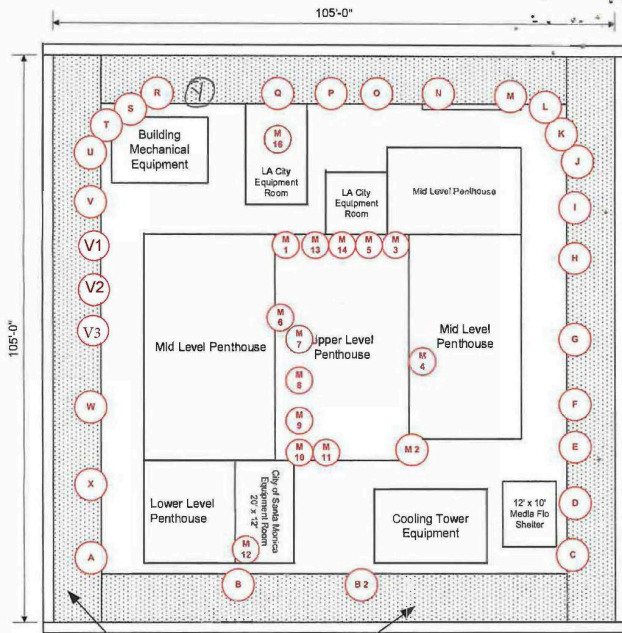 105'-0"
R
Y
Q
P
O
N
M
L
S
T
K
U
J
Building
Mechanical
Equipment
M
16
LA City
Equipment
Room
LA City
Equipment
Room
Mid Level Penthouse
V
I
V1
M
1
M
13
M
14
M
5
M
3
H
V2
M
6
V3
105'-0"
Mid Level Penthouse
M
7
Upper Level
Penthouse
Mid Level
Penthouse
G
M
4
M
8
W
F
M
9
M
10
M
11
M 2
E
X
Lower Level
Penthouse
City of Santa Monica
Equipment Room
20' x 12'
Cooling Tower
Equipment
12' x 10'
Media Flo
Shelter
D
A
M
12
C
B
B 2